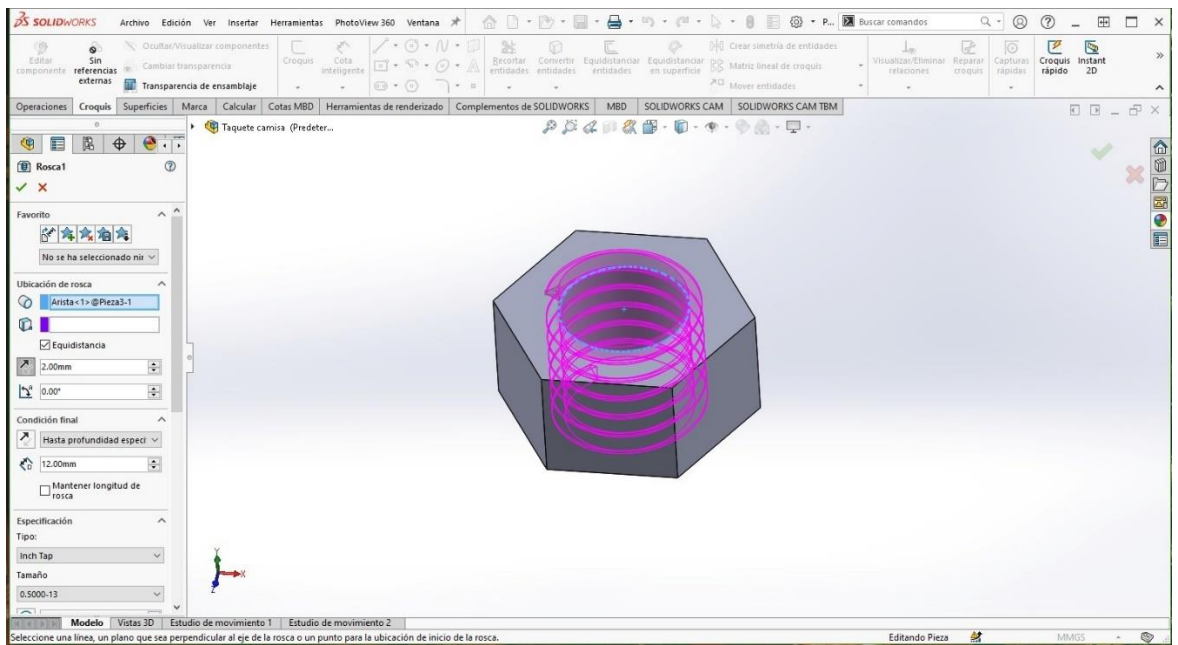 SOLIDWORKS Archivo Edición Ver Insertar Herramientas PhotoView 360 Ventana P... Buscar comandos
Editar componente
Sin referencias externas
Ocultar/Visualizar componentes
Cambiar transparencia
Transparencia de ensamblaje
Croquis
Cota inteligente
Recortar entidades
Convertir entidades
Equidistanciar entidades
Equidistanciar en superficie
Crear simetría de entidades
Matriz lineal de croquis
Mover entidades
Visualizar/Eliminar relaciones
Reparar croquis
Capturas rápidas
Croquis rápido
Instant 2D
Operaciones Croquis Superficies Marca Calcular Cotas MBD Herramientas de renderizado Complementos de SOLIDWORKS MBD SOLIDWORKS CAM SOLIDWORKS CAM TBM
Taquete camisa (Predeter...
Rosca1
Favorito
No se ha seleccionado nin
Ubicación de rosca
Arista<1>@Pieza3-1
Equidistancia
2.00mm
0.00°
Condición final
Hasta profundidad especi
12.00mm
Mantener longitud de
rosca
Especificación
Tipo:
Inch Tap
Tamaño
0.5000-13
Y
X
Z
Modelo Vistas 3D Estudio de movimiento 1 Estudio de movimiento 2
Seleccione una línea, un plano que sea perpendicular al eje de la rosca o un punto para la ubicación de inicio de la rosca. Editando Pieza MMGS